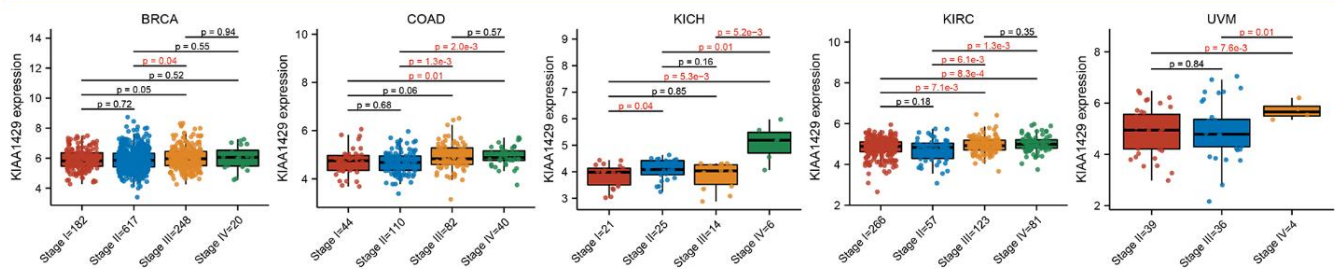 BRCA
14
12
10
8
6
4
KIAA1429 expression
p = 0.94
p = 0.55
p = 0.04
p = 0.52
p = 0.05
p = 0.72
Stage I=182
Stage II=617
Stage III=248
Stage IV=20
COAD
10
8
6
4
KIAA1429 expression
p = 0.57
p = 2.0e-3
p = 1.3e-3
p = 0.01
p = 0.06
p = 0.68
Stage I=44
Stage II=110
Stage III=82
Stage IV=40
KICH
9
8
7
6
5
4
3
KIAA1429 expression
p = 5.2e-3
p = 0.01
p = 0.16
p = 5.3e-3
p = 0.85
p = 0.04
Stage I=21
Stage II=25
Stage III=14
Stage IV=6
KIRC
10
8
6
4
2
KIAA1429 expression
p = 0.35
p = 1.3e-3
p = 6.1e-3
p = 8.3e-4
p = 7.1e-3
p = 0.18
Stage I=266
Stage II=57
Stage III=123
Stage IV=81
UVM
8
6
4
2
KIAA1429 expression
p = 0.01
p = 7.6e-3
p = 0.84
Stage II=39
Stage III=36
Stage IV=4